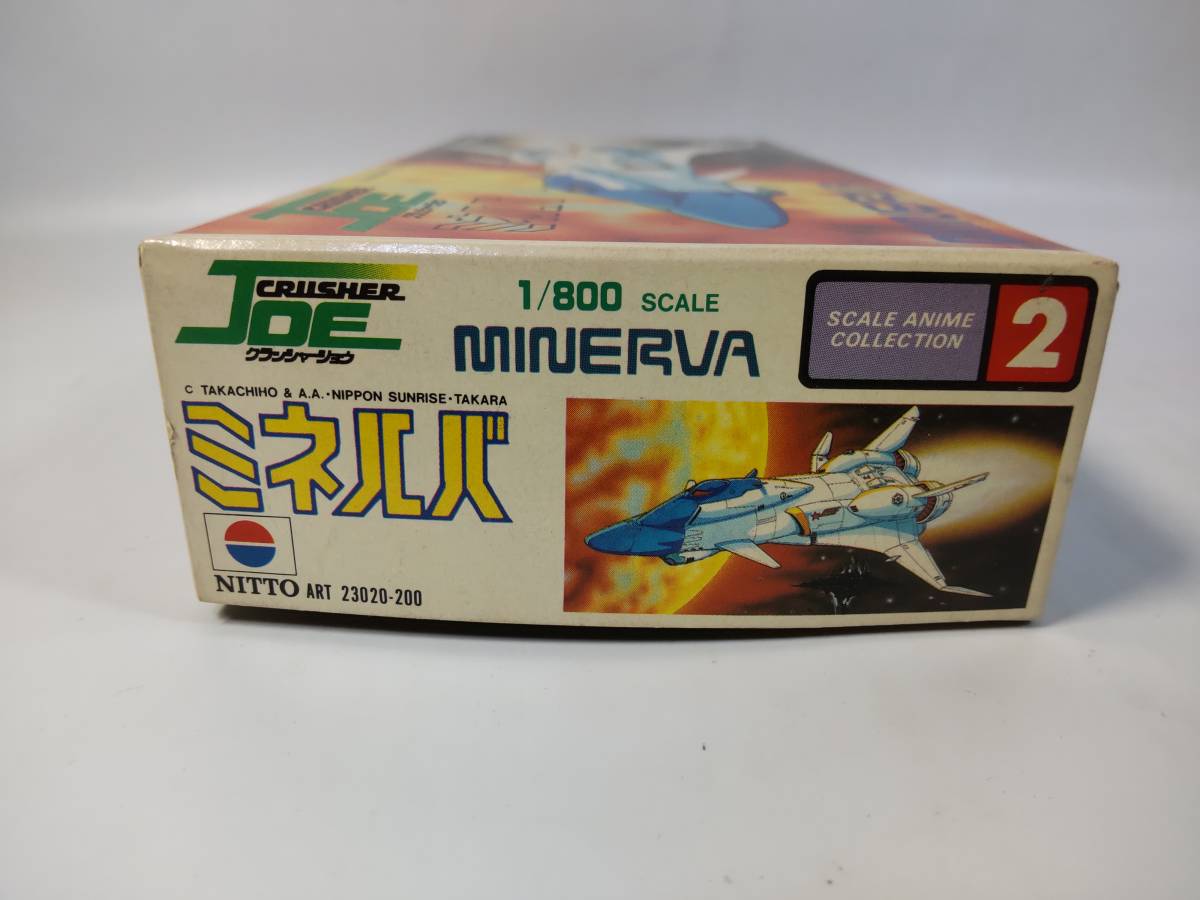 CRUSHER
JOE
クラッシャージョウ
1/800 SCALE
MINERVA
SCALE ANIME
COLLECTION
2
C TAKACHIHO & A.A.・NIPPON SUNRISE・TAKARA
ミネルバ
NITTO ART 23020-200